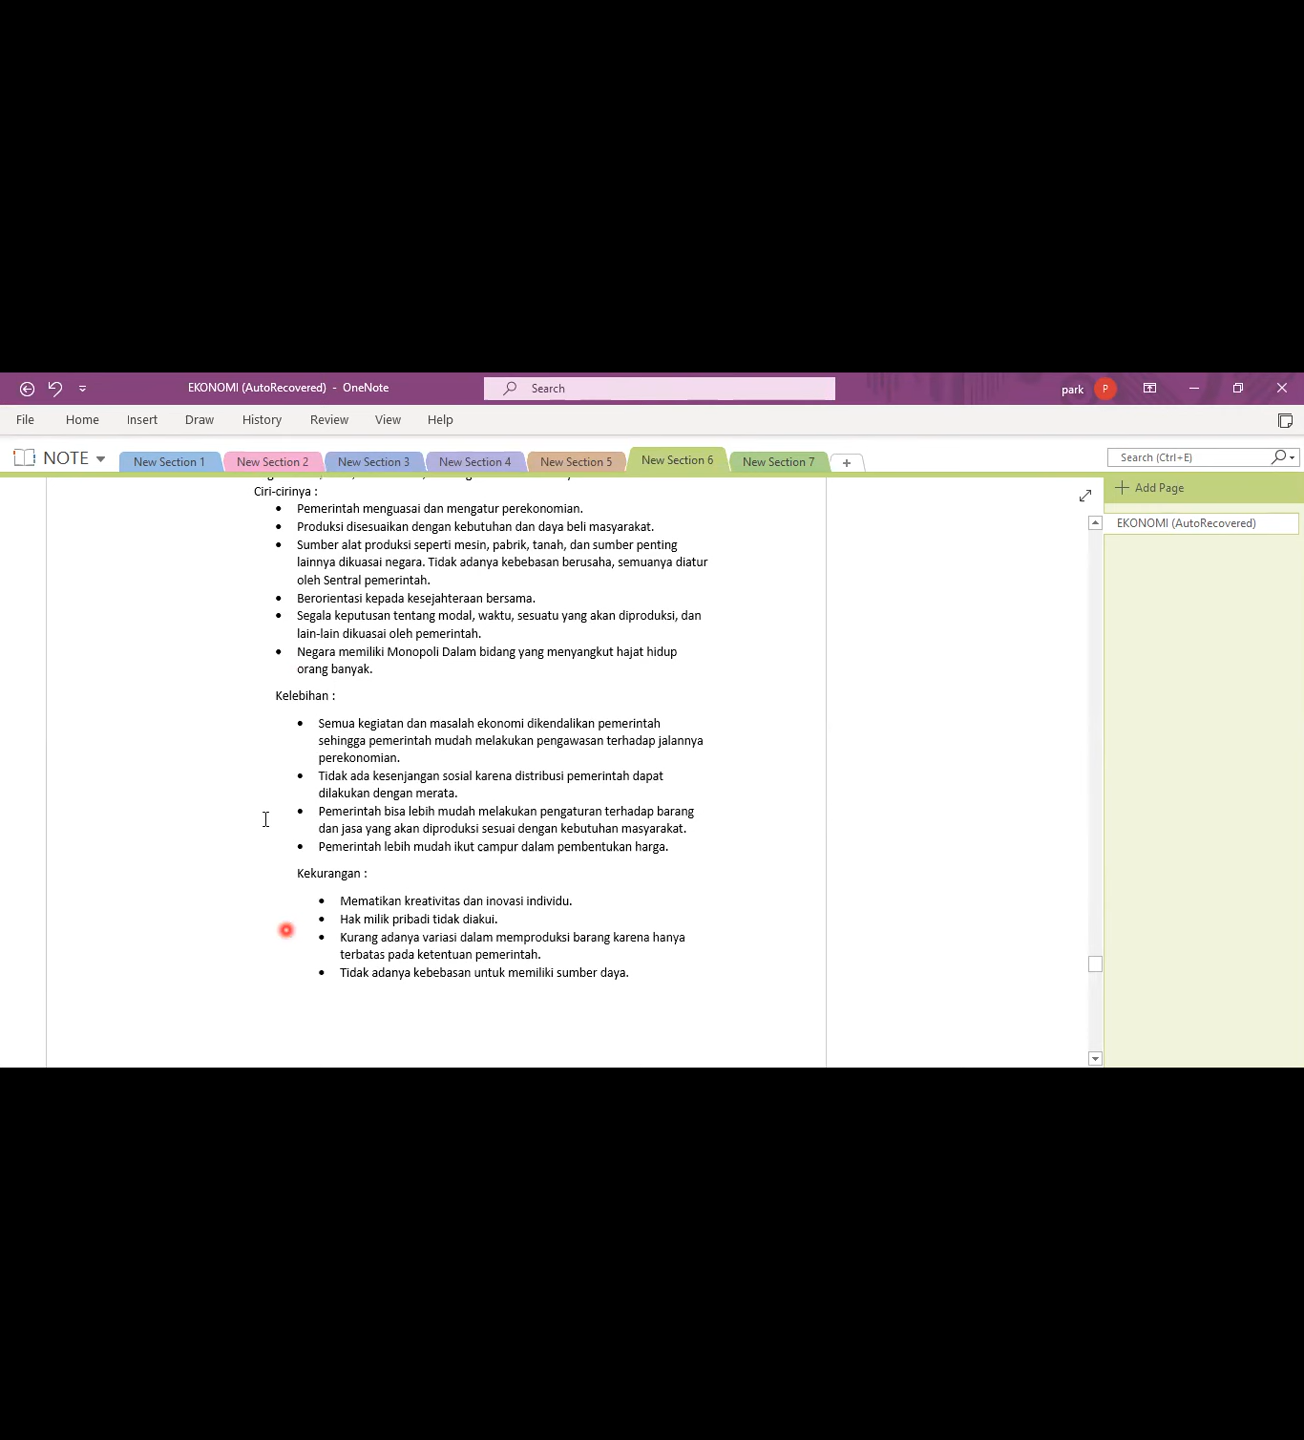 EKONOMI (AutoRecovered) - OneNote
Search
park
P
File Home Insert Draw History Review View Help
NOTE
New Section 1
New Section 2
New Section 3
New Section 4
New Section 5
New Section 6
New Section 7
+
Search (Ctrl+E)
Add Page
EKONOMI (AutoRecovered)
Ciri-cirinya :
• Pemerintah menguasai dan mengatur perekonomian.
• Produksi disesuaikan dengan kebutuhan dan daya beli masyarakat.
• Sumber alat produksi seperti mesin, pabrik, tanah, dan sumber penting
lainnya dikuasai negara. Tidak adanya kebebasan berusaha, semuanya diatur
oleh Sentral pemerintah.
• Berorientasi kepada kesejahteraan bersama.
• Segala keputusan tentang modal, waktu, sesuatu yang akan diproduksi, dan
lain-lain dikuasai oleh pemerintah.
• Negara memiliki Monopoli Dalam bidang yang menyangkut hajat hidup
orang banyak.
Kelebihan :
• Semua kegiatan dan masalah ekonomi dikendalikan pemerintah
sehingga pemerintah mudah melakukan pengawasan terhadap jalannya
perekonomian.
• Tidak ada kesenjangan sosial karena distribusi pemerintah dapat
dilakukan dengan merata.
• Pemerintah bisa lebih mudah melakukan pengaturan terhadap barang
dan jasa yang akan diproduksi sesuai dengan kebutuhan masyarakat.
• Pemerintah lebih mudah ikut campur dalam pembentukan harga.
Kekurangan :
• Mematikan kreativitas dan inovasi individu.
• Hak milik pribadi tidak diakui.
• Kurang adanya variasi dalam memproduksi barang karena hanya
terbatas pada ketentuan pemerintah.
• Tidak adanya kebebasan untuk memiliki sumber daya.